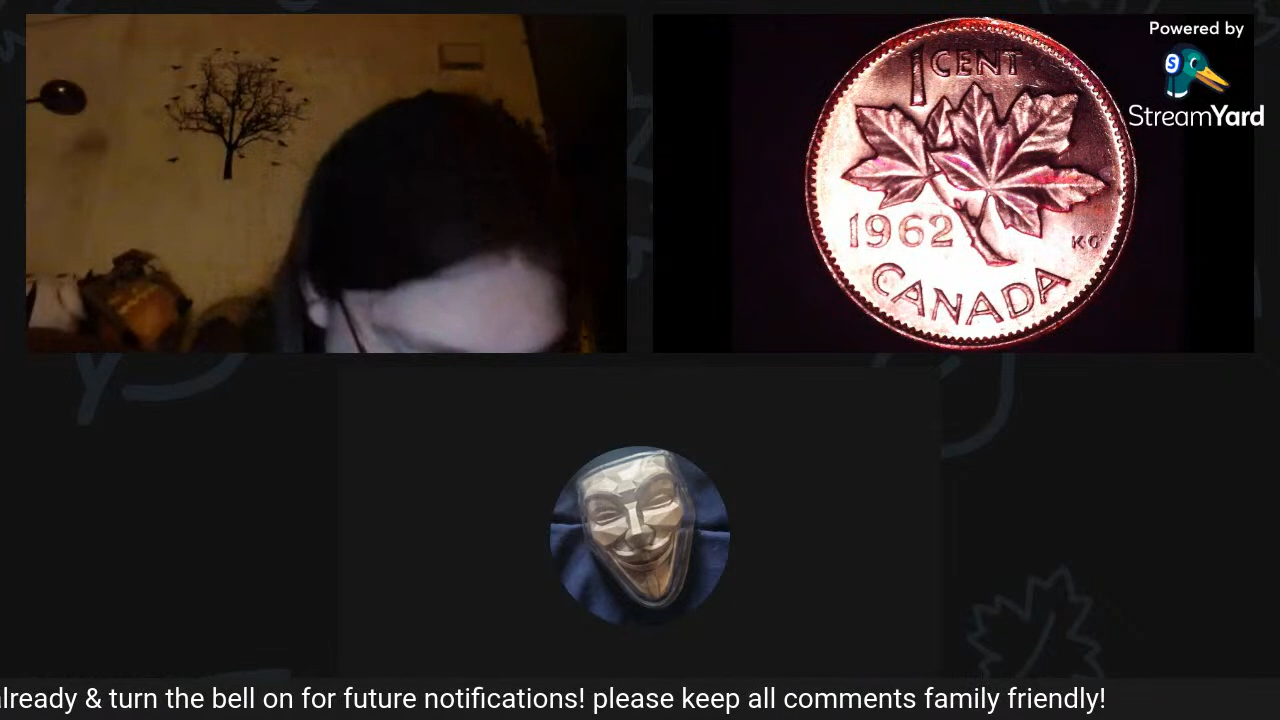 Powered by
StreamYard
1 CENT
1962
KG
CANADA
already & turn the bell on for future notifications! please keep all comments family friendly!